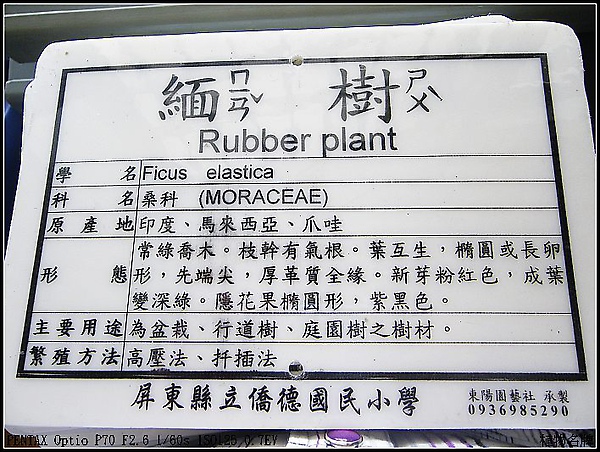 緬ㄇㄧㄢˇ 樹ㄕㄨˋ
Rubber plant
學名 Ficus elastica
科名 桑科 (MORACEAE)
原產地 印度、馬來西亞、爪哇
形態 常綠喬木。枝幹有氣根。葉互生，橢圓或長卵
形，先端尖，厚革質全緣。新芽粉紅色，成葉
變深綠。隱花果橢圓形，紫黑色。
主要用途 為盆栽、行道樹、庭園樹之樹材。
繁殖方法 高壓法、扦插法
屏東縣立僑德國民小學
東陽園藝社 承製
0936985290
PENTAX Optio P70 F2.6 1/60s ISO125 0.7EV